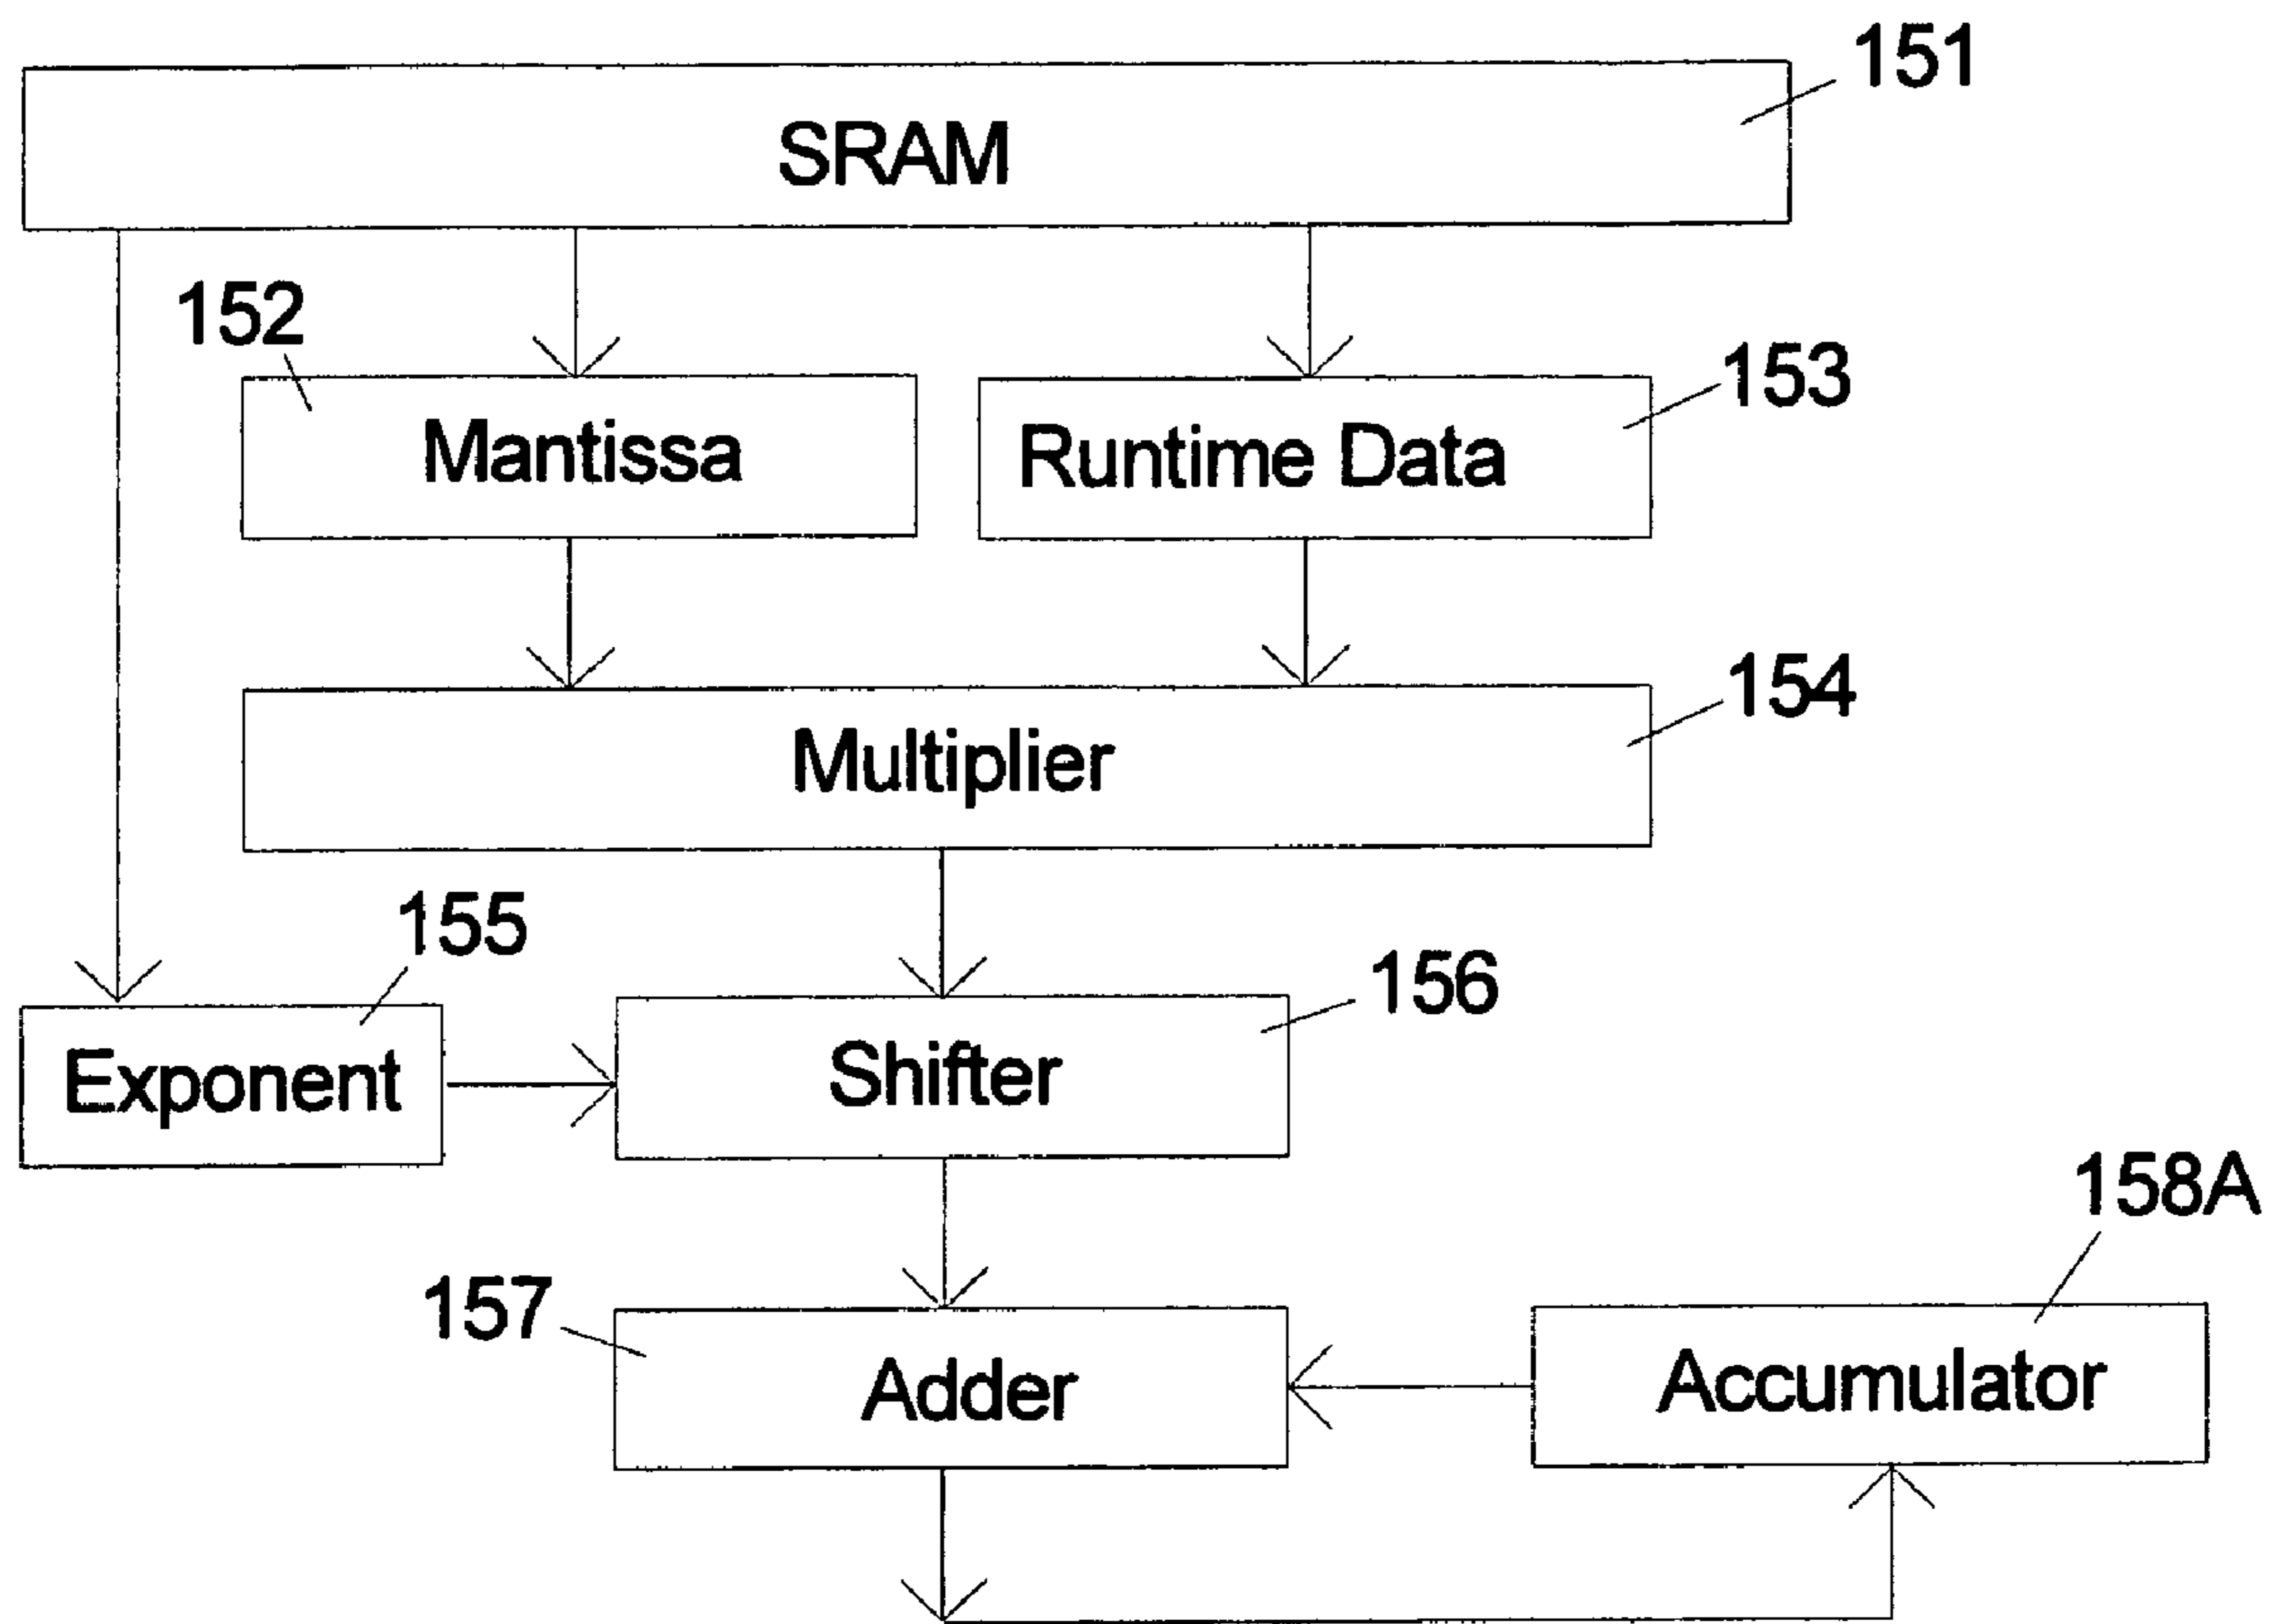 151
SRAM
152
Mantissa
153
Runtime Data
154
Multiplier
155
Exponent
156
Shifter
157
Adder
158A
Accumulator